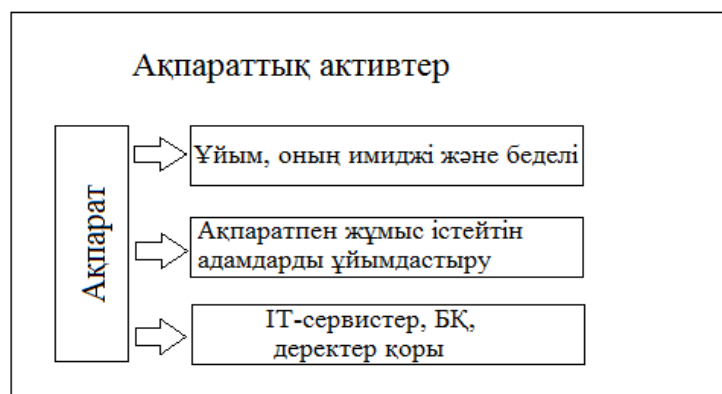 Ақпараттық активтер
Ақпарат
Ұйым, оның имиджі және беделі
Ақпаратпен жұмыс істейтін
адамдарды ұйымдастыру
IT-сервистер, БҚ,
деректер қоры